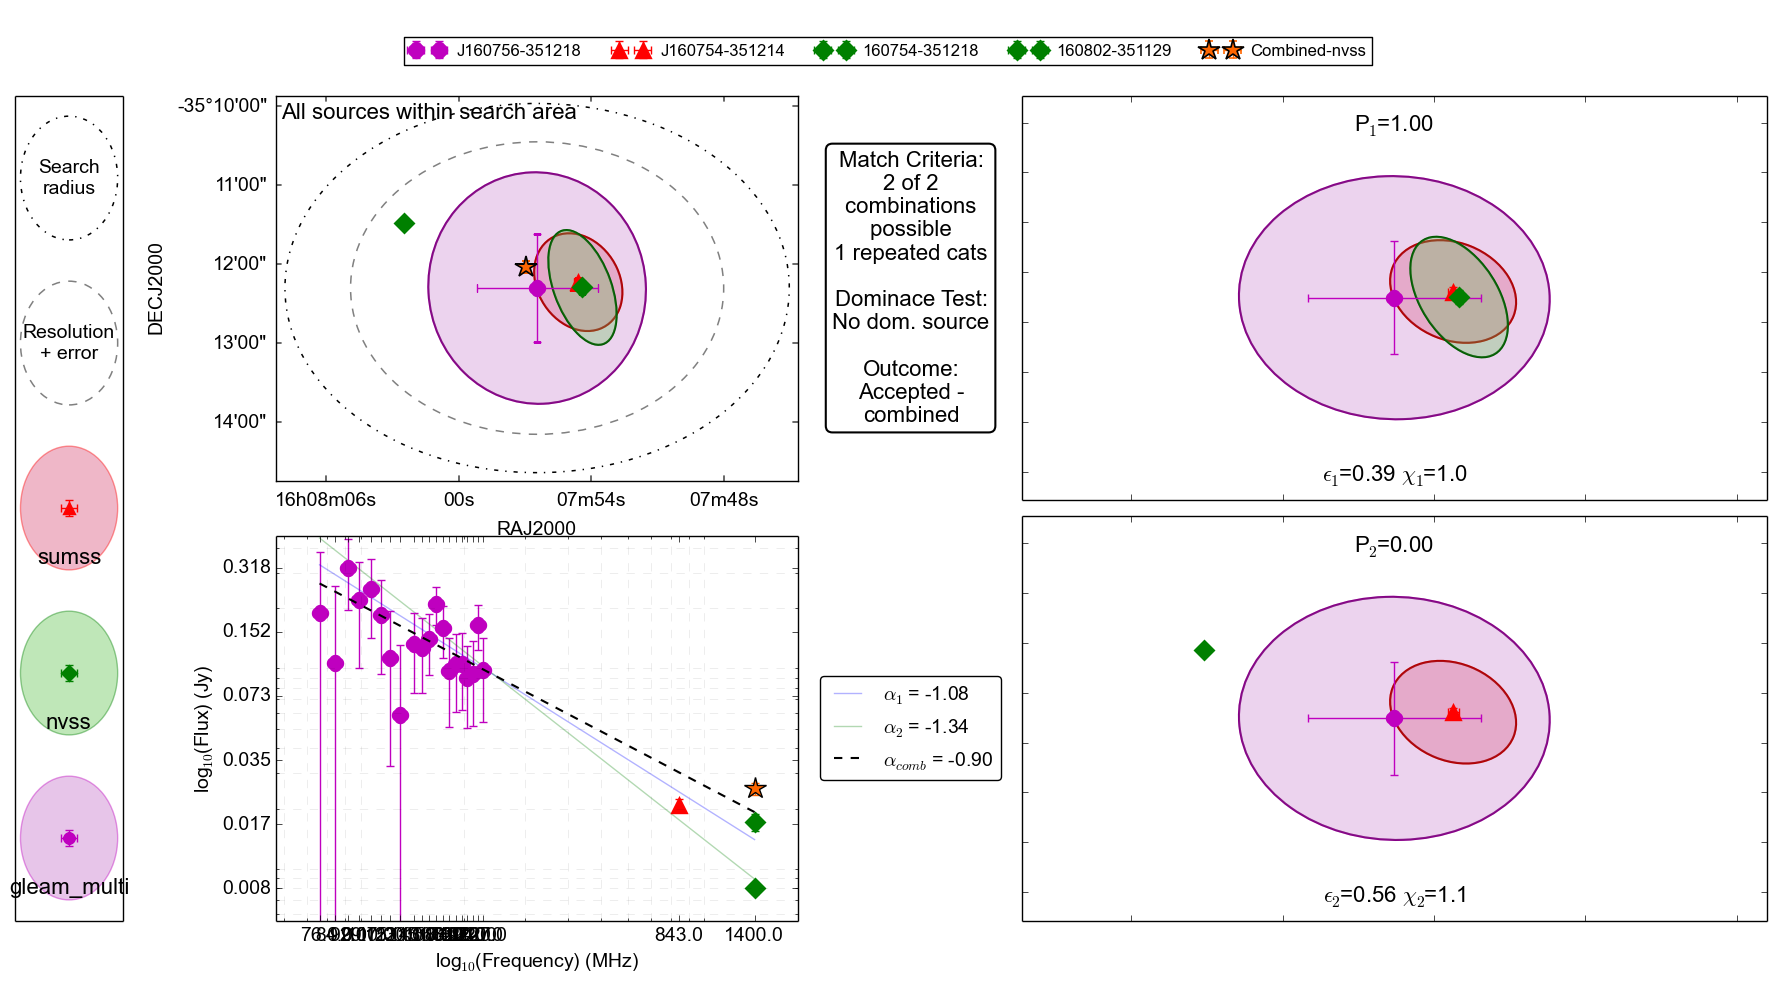 J160756-351218
J160754-351214
160754-351218
160802-351129
Combined-nvss
Search
radius
Resolution
+ error
sumss
nvss
gleam_multi
All sources within search area
DECJ2000
-35°10'00"
11'00"
12'00"
13'00"
14'00"
16h08m06s
00s
07m54s
07m48s
RAJ2000
Match Criteria:
2 of 2
combinations
possible
1 repeated cats
Dominace Test:
No dom. source
Outcome:
Accepted -
combined
P1=1.00
ϵ1=0.39 χ1=1.0
P2=0.00
ϵ2=0.56 χ2=1.1
log10(Flux) (Jy)
0.318
0.152
0.073
0.035
0.017
0.008
843.0
1400.0
log10(Frequency) (MHz)
α1 = -1.08
α2 = -1.34
αcomb = -0.90